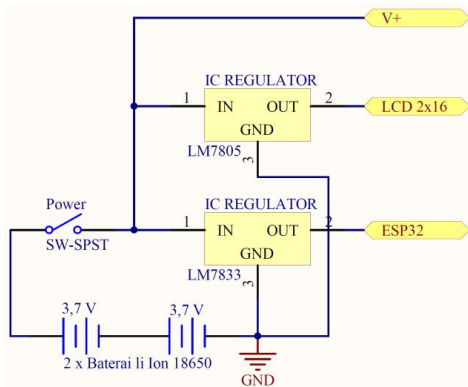 V+
IC REGULATOR
1
IN
OUT
2
LCD 2x16
GND
LM7805
3
Power
SW-SPST
IC REGULATOR
1
IN
OUT
2
ESP32
GND
LM7833
3
3,7 V
3,7 V
2 x Baterai li Ion 18650
GND